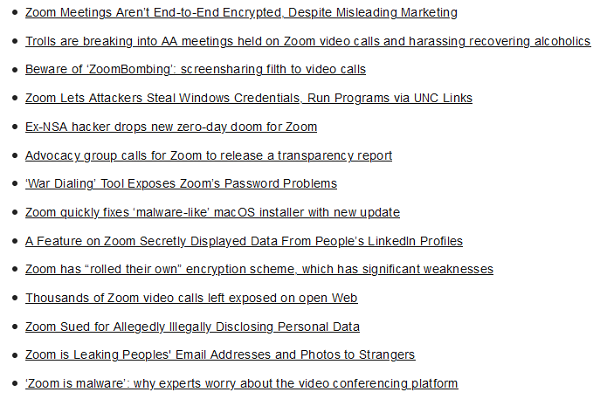 • Zoom Meetings Aren't End-to-End Encrypted, Despite Misleading Marketing
• Trolls are breaking into AA meetings held on Zoom video calls and harassing recovering alcoholics
• Beware of ‘ZoomBombing’: screensharing filth to video calls
• Zoom Lets Attackers Steal Windows Credentials, Run Programs via UNC Links
• Ex-NSA hacker drops new zero-day doom for Zoom
• Advocacy group calls for Zoom to release a transparency report
• ‘War Dialing’ Tool Exposes Zoom’s Password Problems
• Zoom quickly fixes ‘malware-like’ macOS installer with new update
• A Feature on Zoom Secretly Displayed Data From People’s LinkedIn Profiles
• Zoom has “rolled their own” encryption scheme, which has significant weaknesses
• Thousands of Zoom video calls left exposed on open Web
• Zoom Sued for Allegedly Illegally Disclosing Personal Data
• Zoom is Leaking Peoples' Email Addresses and Photos to Strangers
• ‘Zoom is malware’: why experts worry about the video conferencing platform